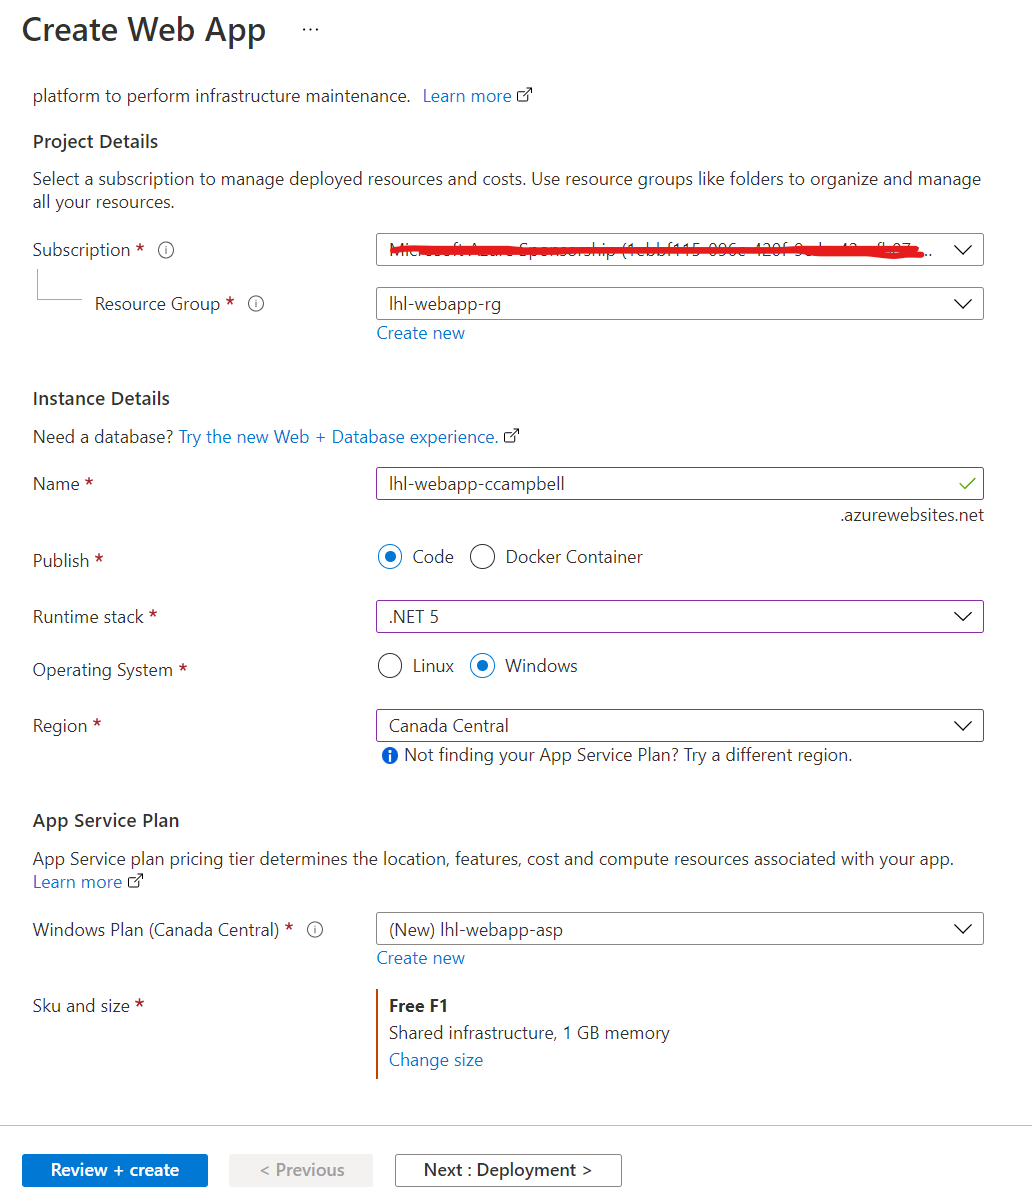 Create Web App ...
platform to perform infrastructure maintenance. Learn more
Project Details
Select a subscription to manage deployed resources and costs. Use resource groups like folders to organize and manage
all your resources.
Subscription *
Microsoft Azure Sponsorship
Resource Group *
lhl-webapp-rg
Create new
Instance Details
Need a database? Try the new Web + Database experience.
Name *
lhl-webapp-ccampbell
.azurewebsites.net
Publish *
Code Docker Container
Runtime stack *
.NET 5
Operating System *
Linux Windows
Region *
Canada Central
Not finding your App Service Plan? Try a different region.
App Service Plan
App Service plan pricing tier determines the location, features, cost and compute resources associated with your app.
Learn more
Windows Plan (Canada Central) *
(New) lhl-webapp-asp
Create new
Sku and size *
Free F1
Shared infrastructure, 1 GB memory
Change size
Review + create
< Previous
Next : Deployment >